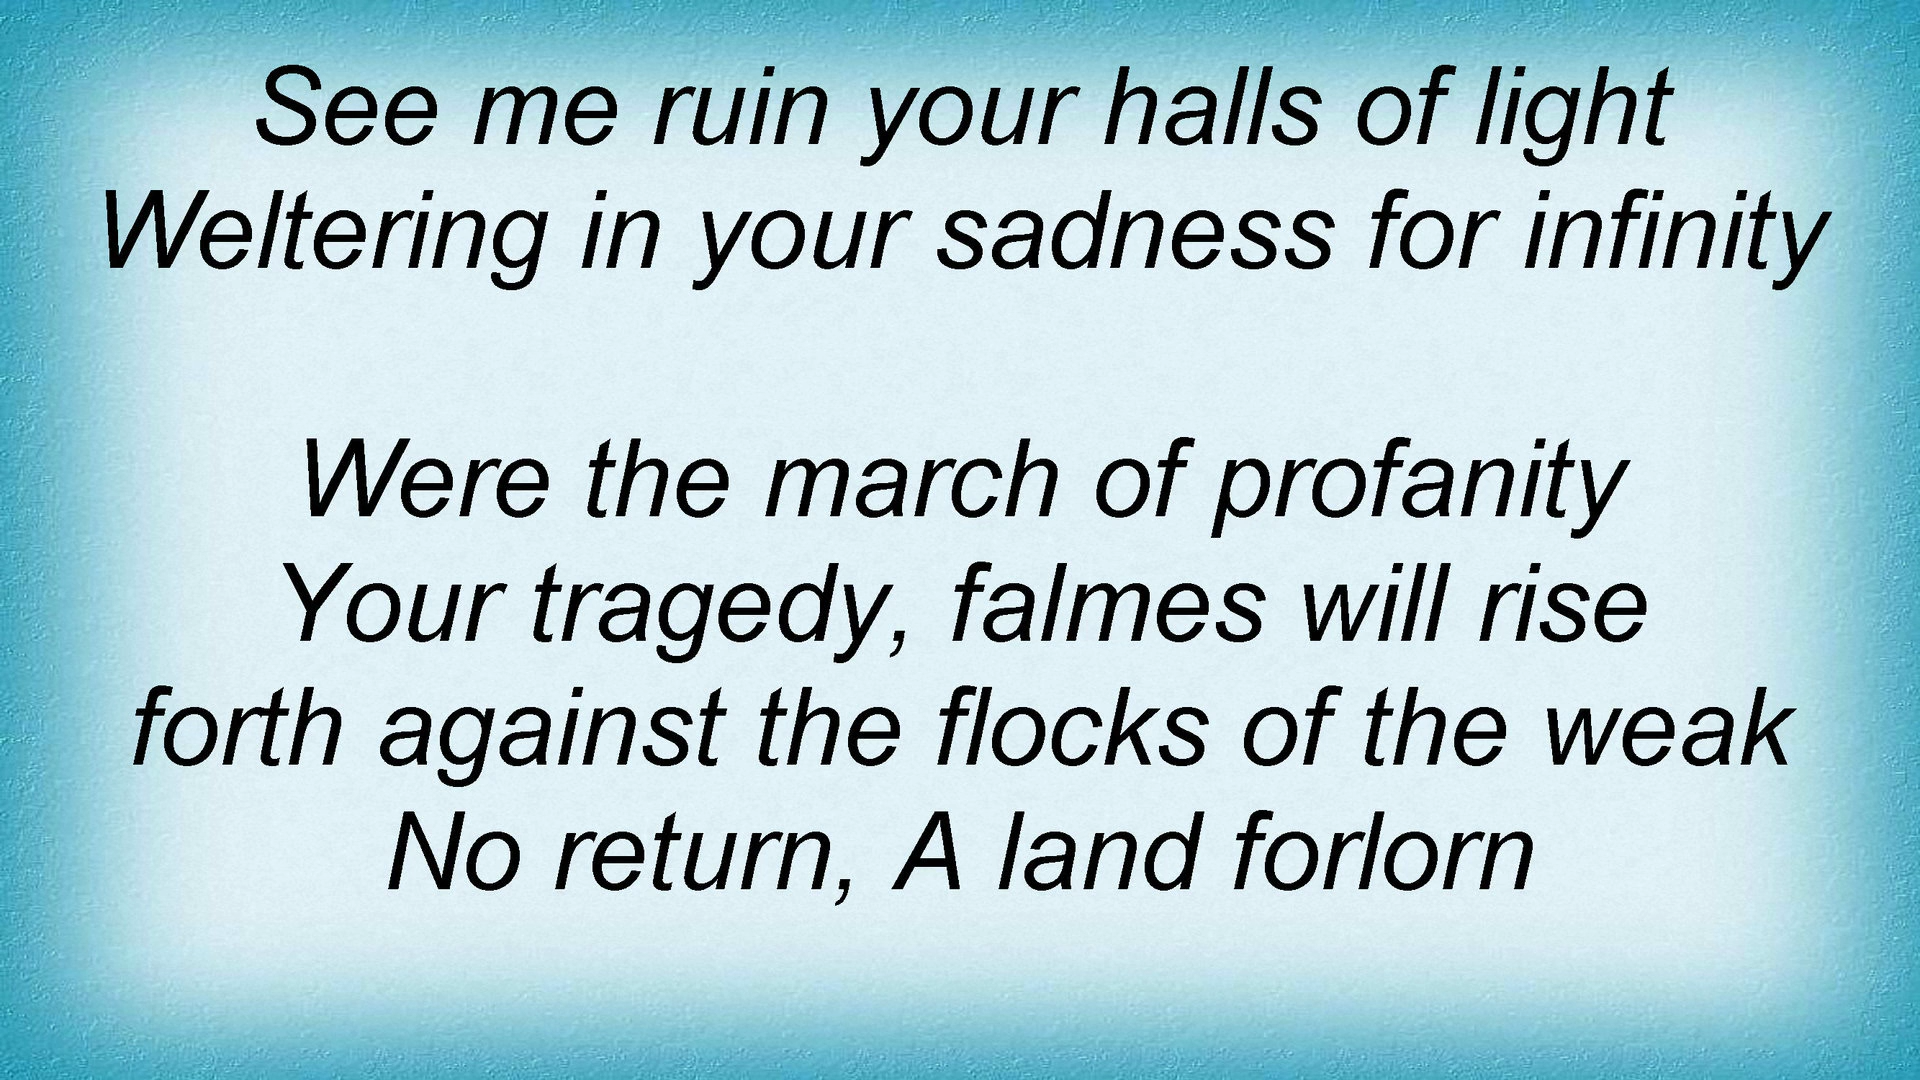 See me ruin your halls of light
Weltering in your sadness for infinity
Were the march of profanity
Your tragedy, falmes will rise
forth against the flocks of the weak
No return, A land forlorn